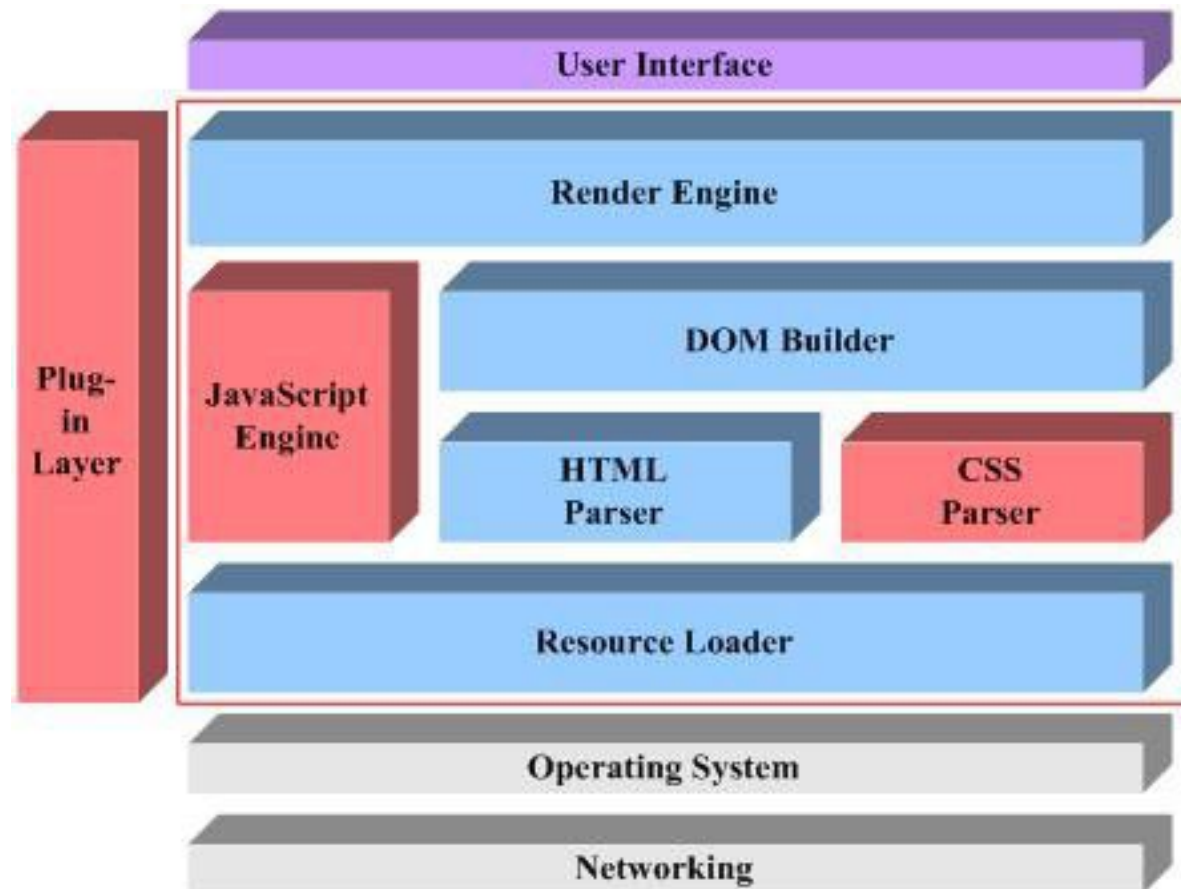 User Interface
Render Engine
Plug-
in
Layer
JavaScript
Engine
DOM Builder
HTML
Parser
CSS
Parser
Resource Loader
Operating System
Networking